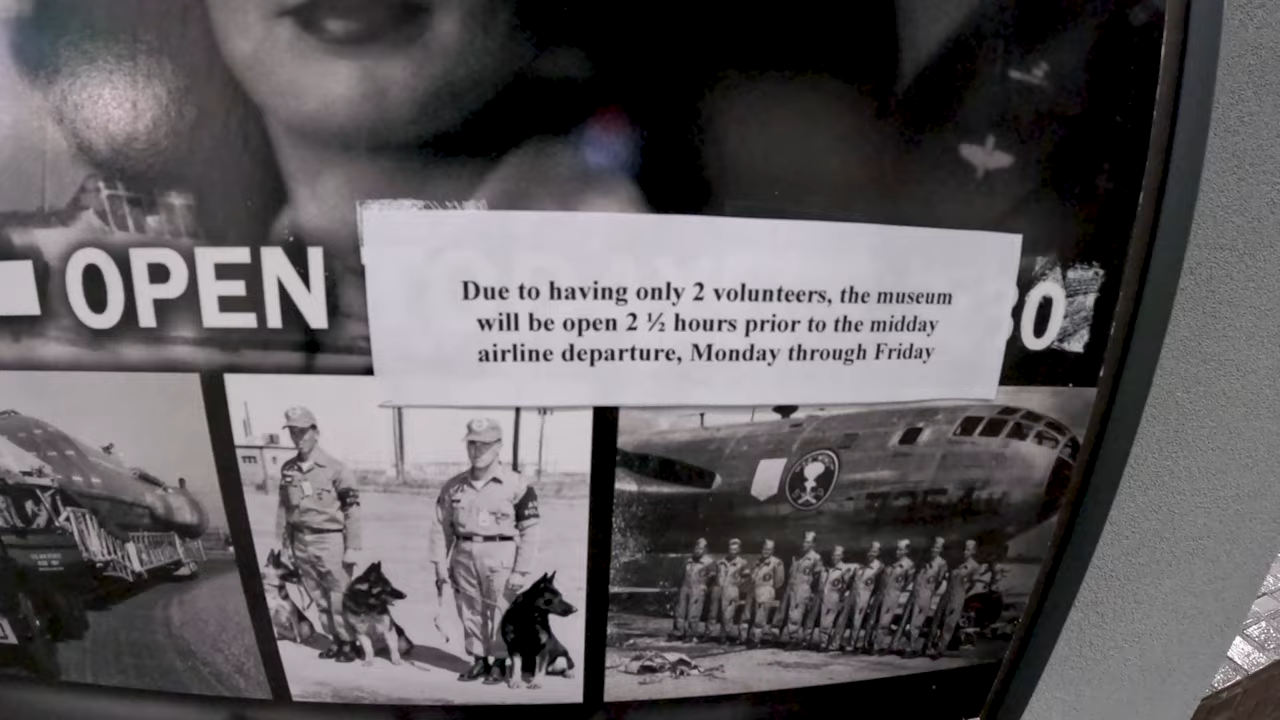 OPEN
Due to having only 2 volunteers, the museum
will be open 2 ½ hours prior to the midday
airline departure, Monday through Friday
30